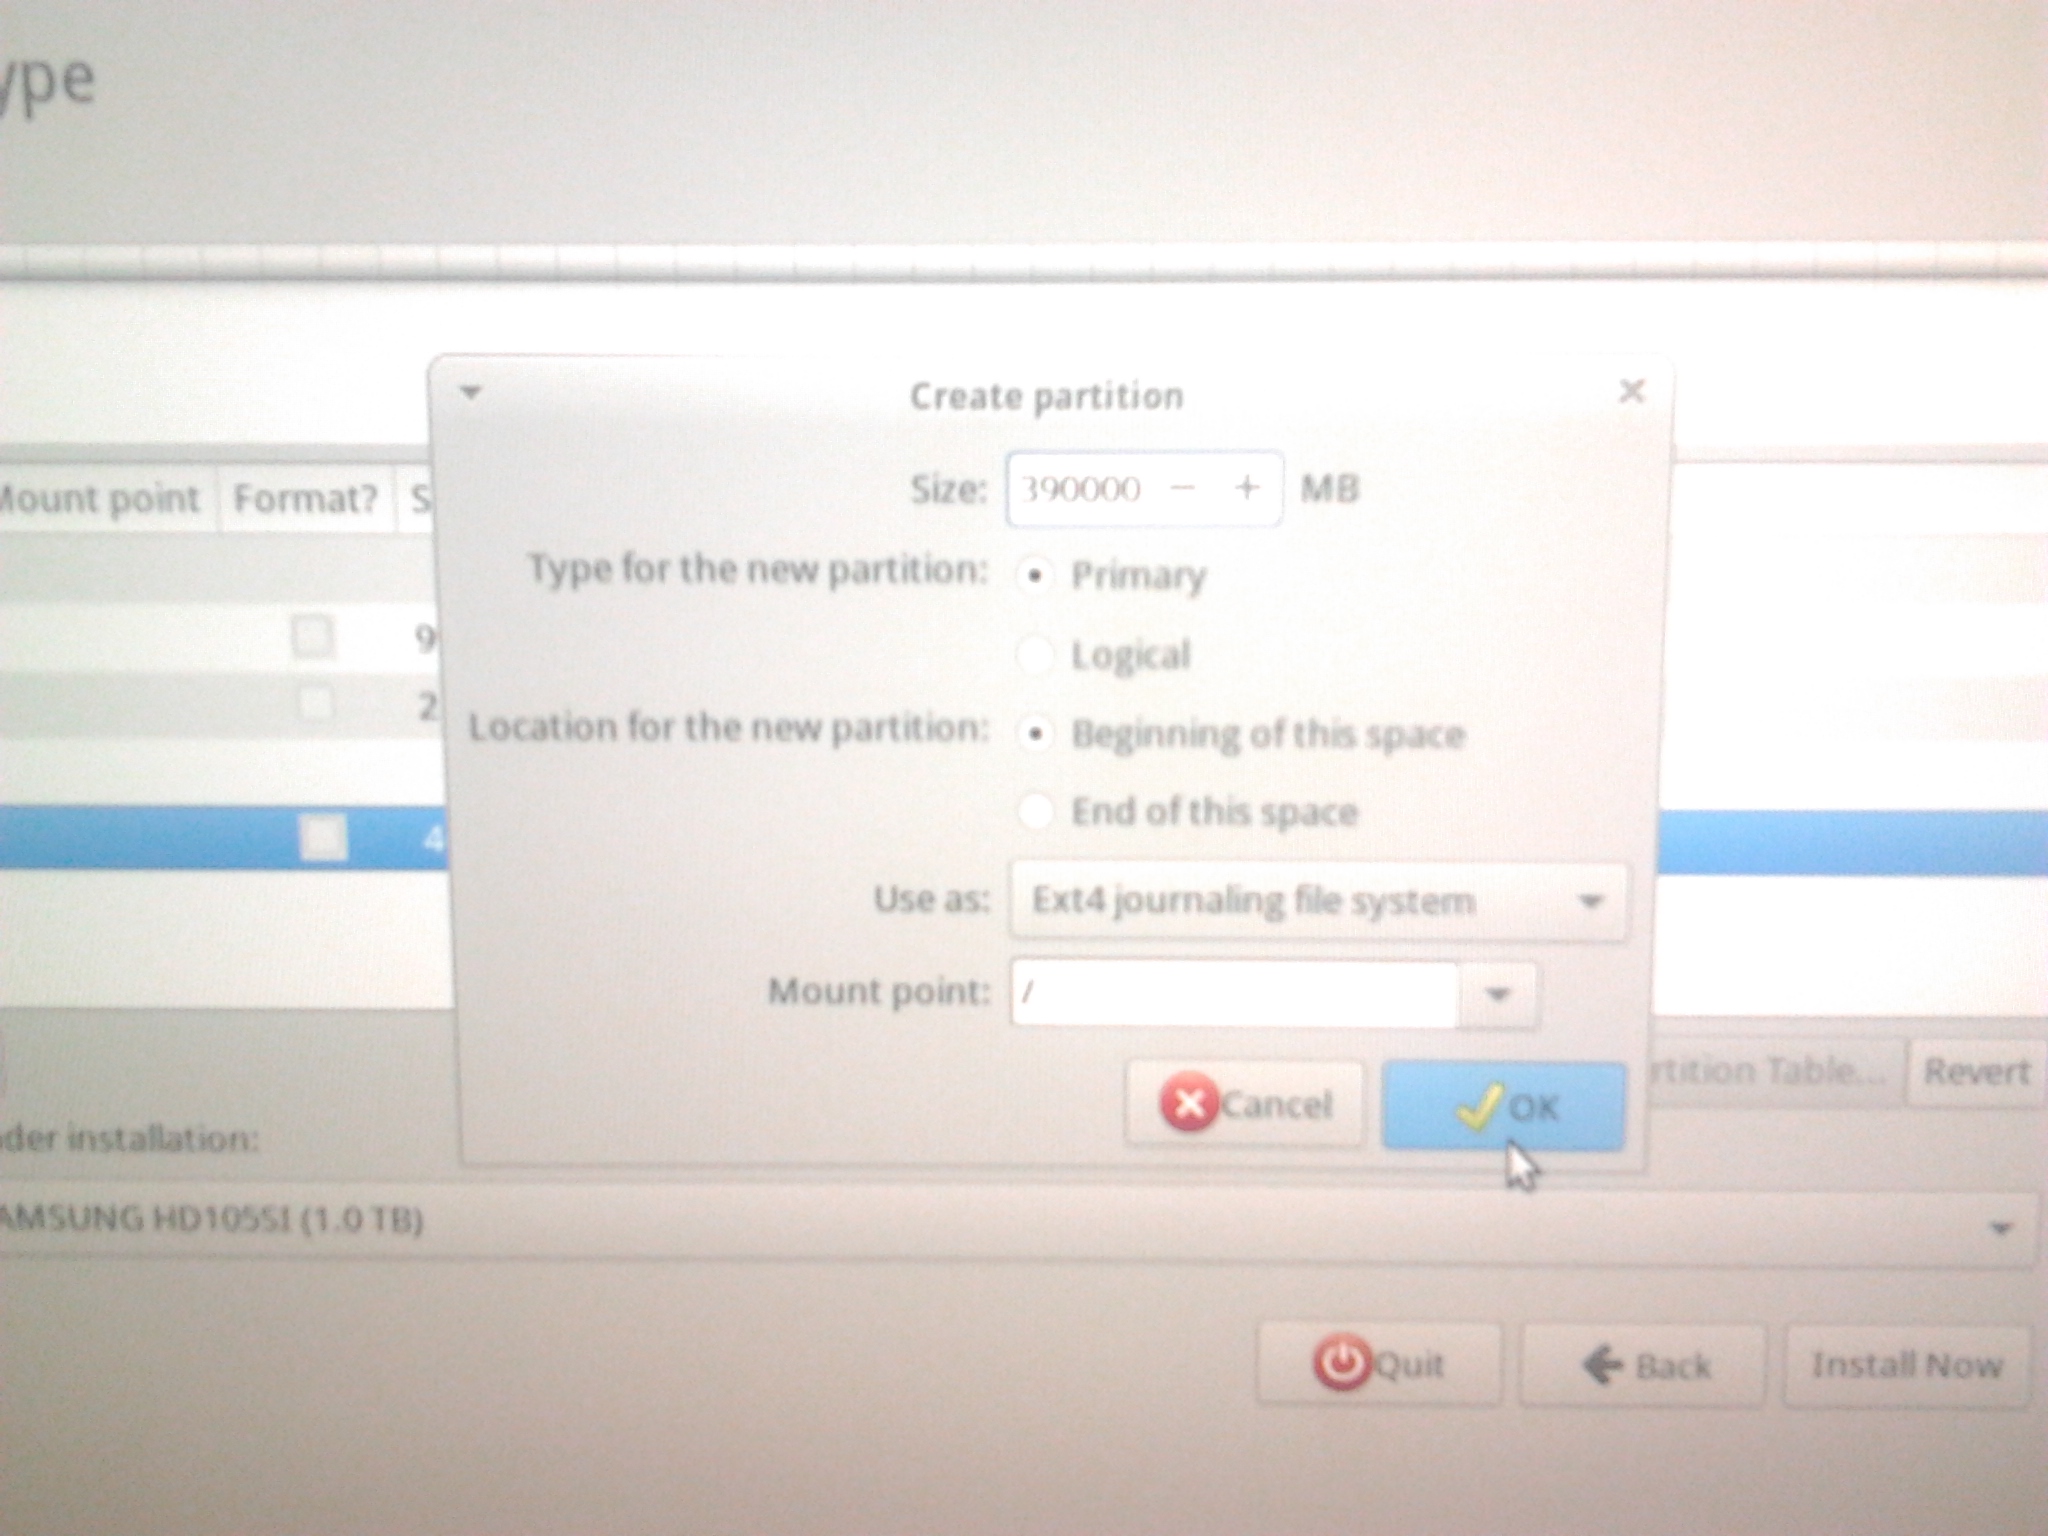 ype
Create partition
Size: 390000 − + MB
Mount point Format? S
Type for the new partition: Primary
9
Logical
2
Location for the new partition: Beginning of this space
End of this space
4
Use as: Ext4 journaling file system
Mount point: /
Cancel OK
rtition Table... Revert
der installation:
AMSUNG HD105SI (1.0 TB)
Quit Back Install Now